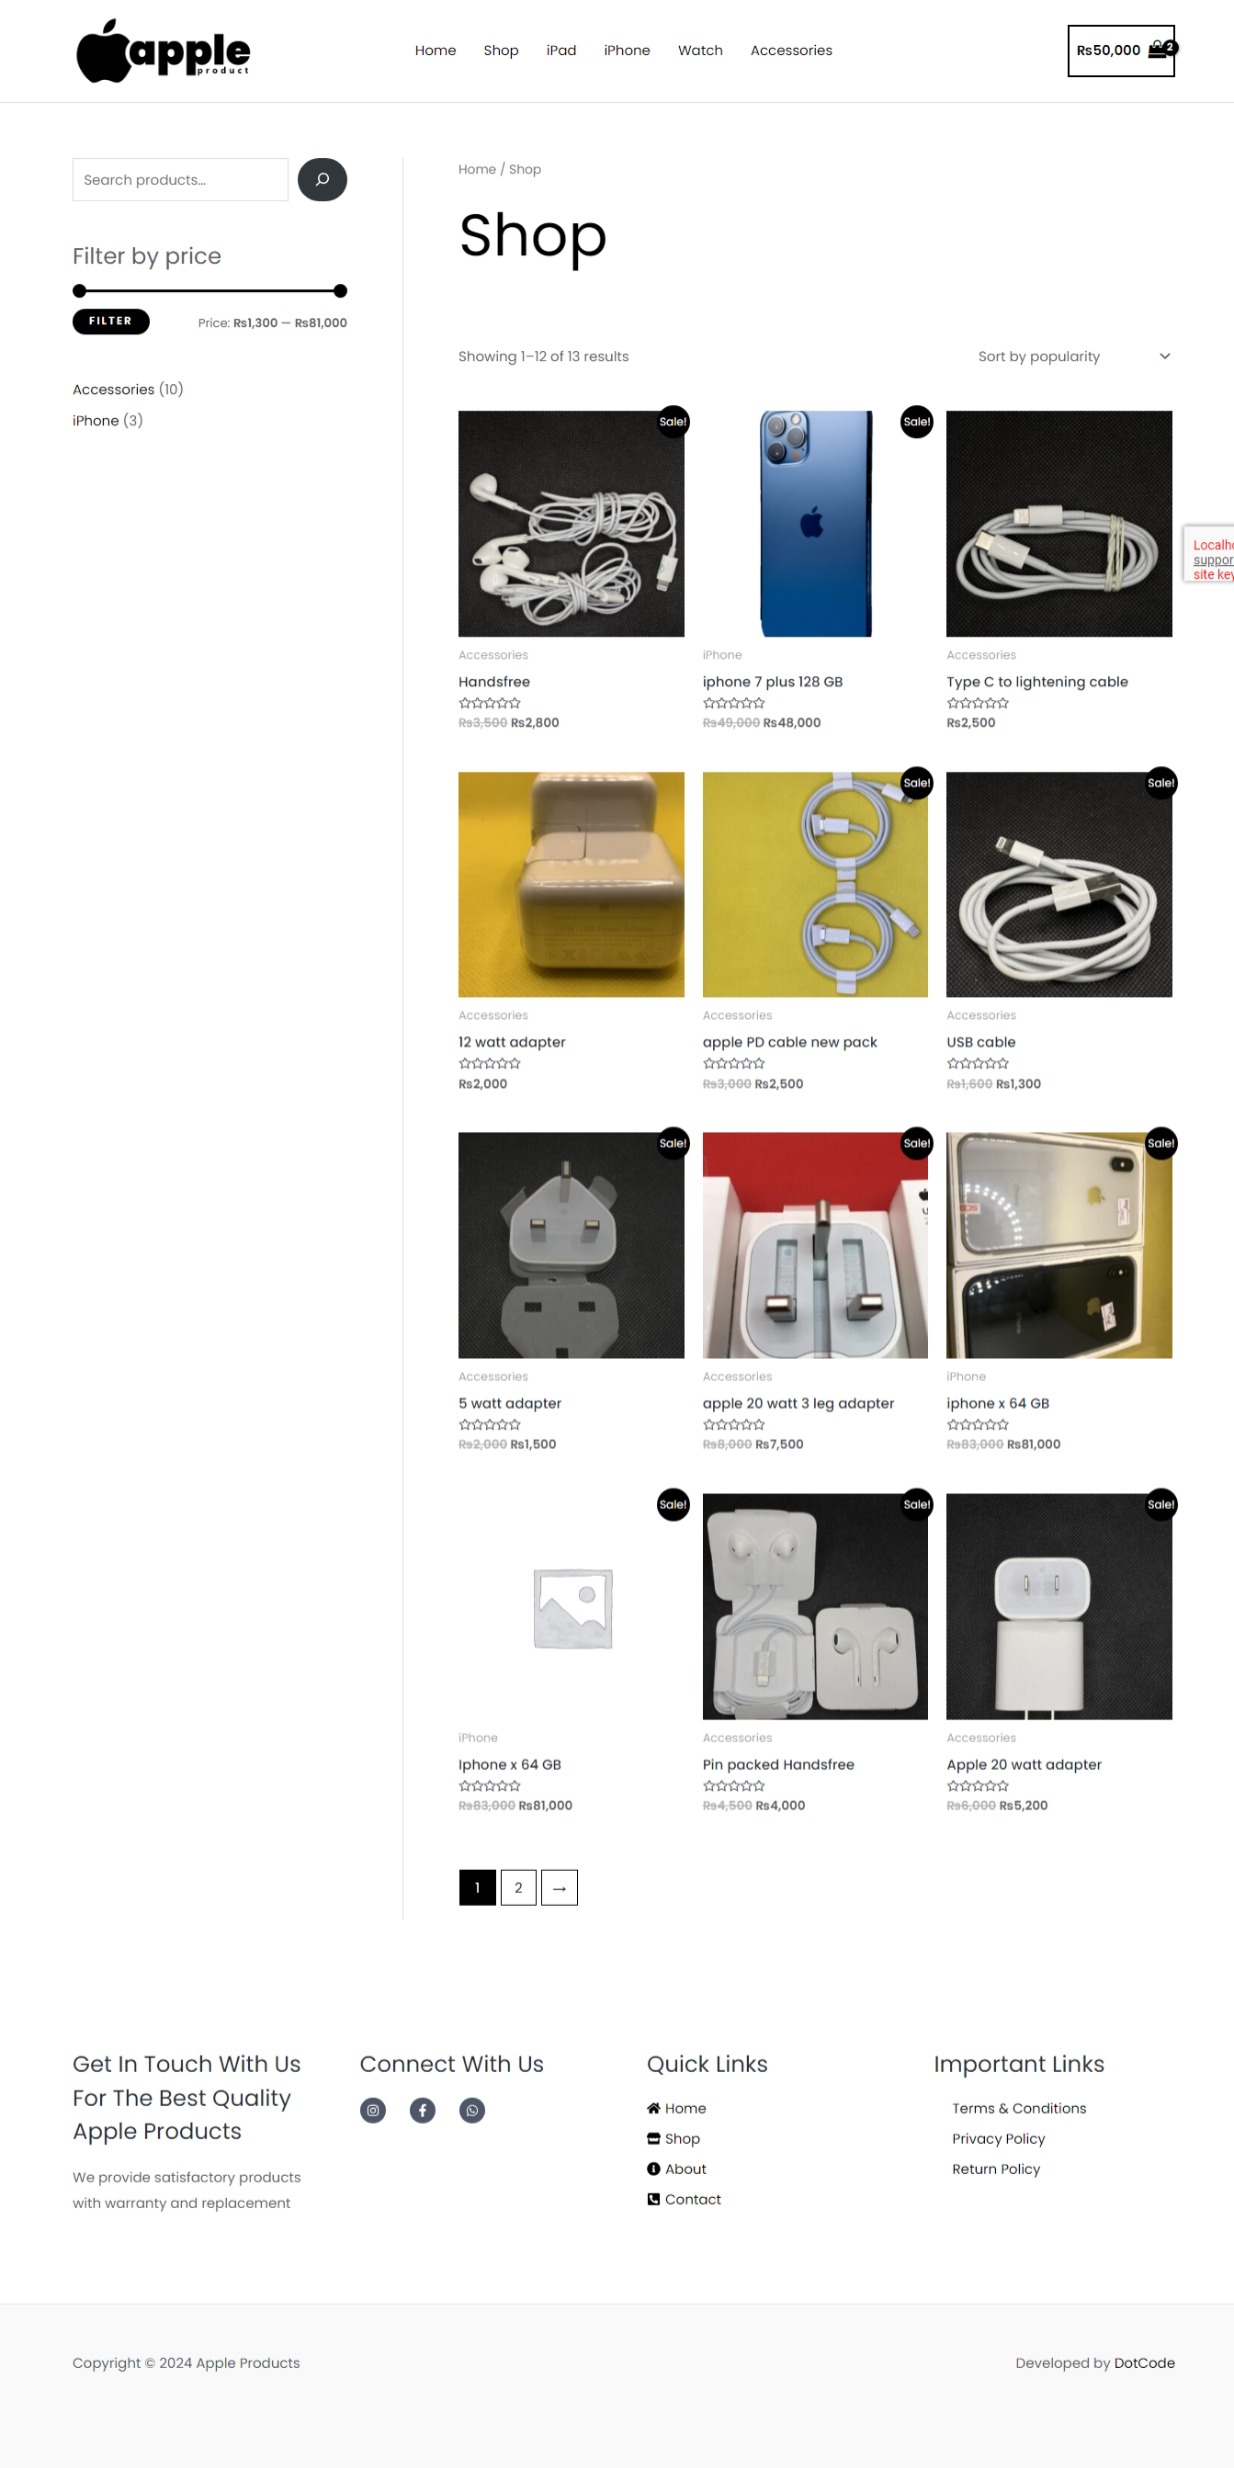 apple
product
Home Shop iPad iPhone Watch Accessories
₨50,000 2
Search products…
Filter by price
FILTER
Price: ₨1,300 — ₨81,000
Accessories (10)
iPhone (3)
Home / Shop
Shop
Showing 1–12 of 13 results
Sort by popularity
Sale!
Sale!
Localh
suppor
site key
Accessories
Handsfree
₨3,500 ₨2,800
iPhone
iphone 7 plus 128 GB
₨49,000 ₨48,000
Accessories
Type C to lightening cable
₨2,500
Sale!
Sale!
Accessories
12 watt adapter
₨2,000
Accessories
apple PD cable new pack
₨3,000 ₨2,500
Accessories
USB cable
₨1,600 ₨1,300
Sale!
Sale!
Sale!
Accessories
5 watt adapter
₨2,000 ₨1,500
Accessories
apple 20 watt 3 leg adapter
₨8,000 ₨7,500
iPhone
iphone x 64 GB
₨83,000 ₨81,000
Sale!
Sale!
Sale!
iPhone
Iphone x 64 GB
₨83,000 ₨81,000
Accessories
Pin packed Handsfree
₨4,500 ₨4,000
Accessories
Apple 20 watt adapter
₨6,000 ₨5,200
1 2 →
Get In Touch With Us
For The Best Quality
Apple Products
We provide satisfactory products
with warranty and replacement
Connect With Us
Quick Links
Home
Shop
About
Contact
Important Links
Terms & Conditions
Privacy Policy
Return Policy
Copyright © 2024 Apple Products
Developed by DotCode